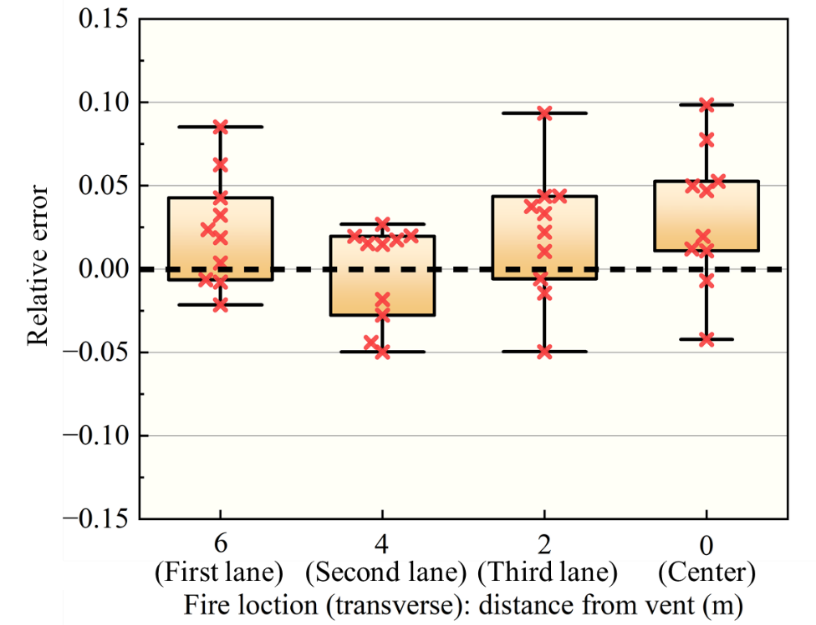 0.15
0.10
0.05
0.00
−0.05
−0.10
−0.15
Relative error
6 4 2 0
(First lane) (Second lane) (Third lane) (Center)
Fire loction (transverse): distance from vent (m)